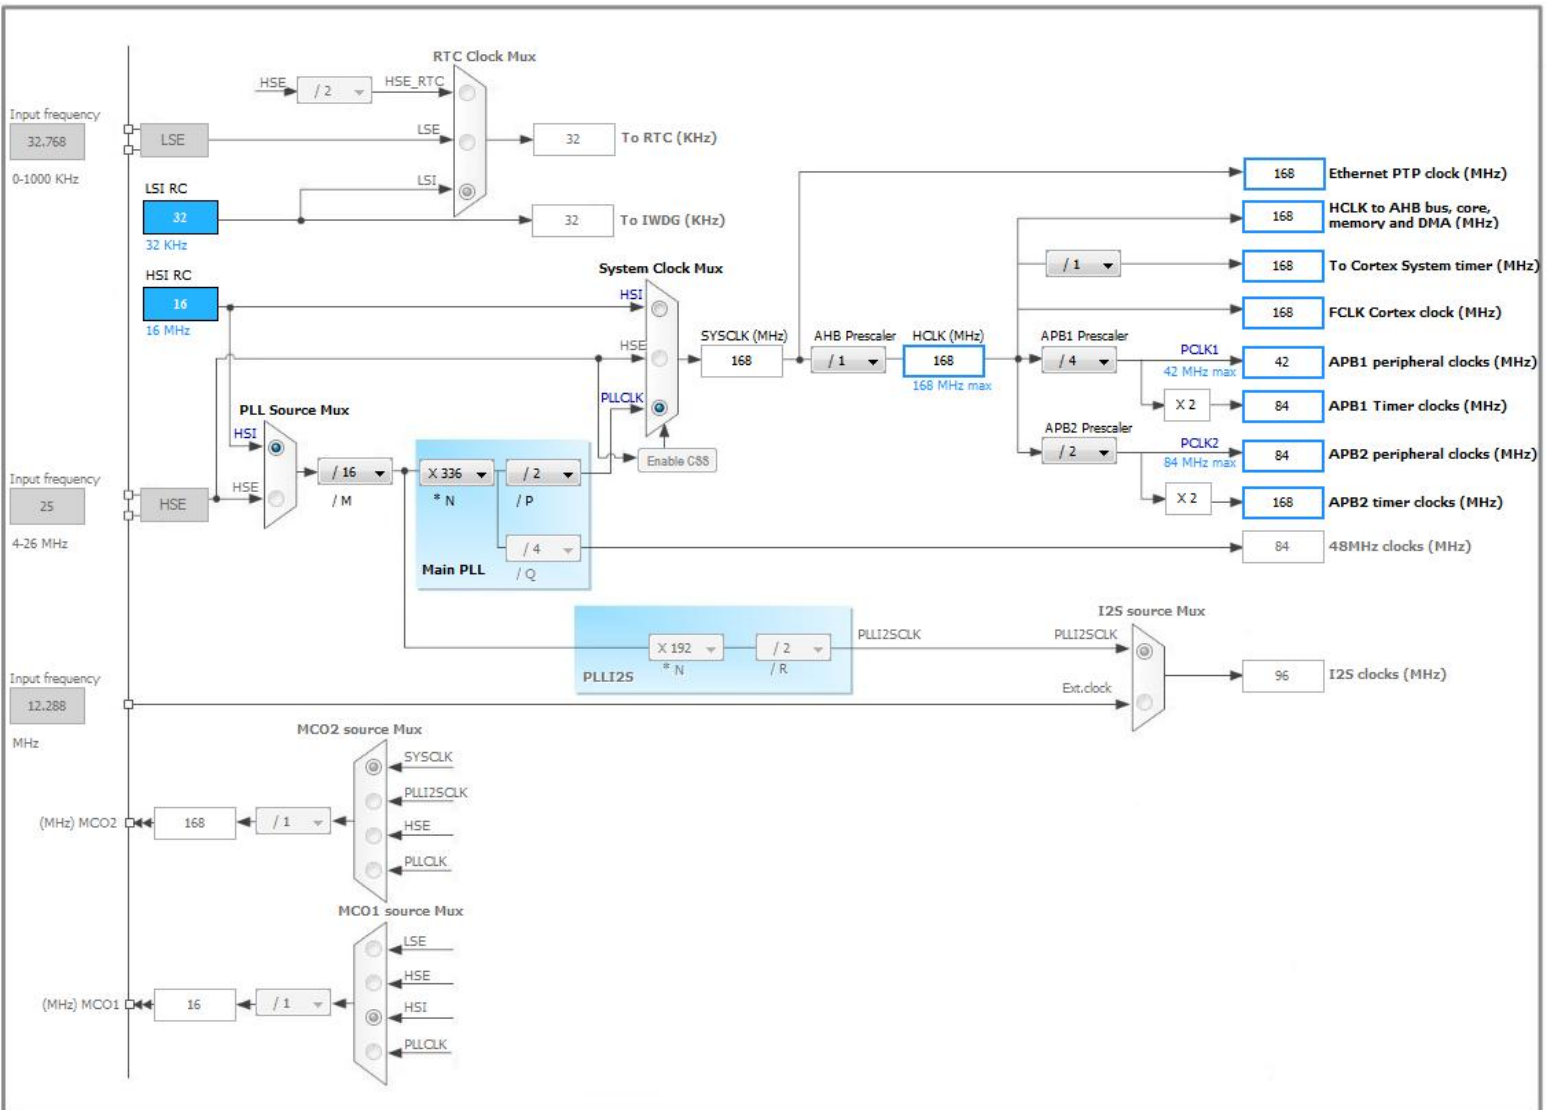 RTC Clock Mux
HSE
/ 2
HSE_RTC
Input frequency
32.768
0-1000 KHz
LSE
LSE
32
To RTC (KHz)
LSI
LSI RC
32
32 KHz
32
To IWDG (KHz)
168
Ethernet PTP clock (MHz)
168
HCLK to AHB bus, core,
memory and DMA (MHz)
/ 1
168
To Cortex System timer (MHz)
168
FCLK Cortex clock (MHz)
HSI RC
16
16 MHz
System Clock Mux
HSI
HSE
PLLCLK
SYSCLK (MHz)
168
AHB Prescaler
/ 1
HCLK (MHz)
168
168 MHz max
APB1 Prescaler
/ 4
PCLK1
42 MHz max
42
APB1 peripheral clocks (MHz)
X 2
84
APB1 Timer clocks (MHz)
APB2 Prescaler
/ 2
PCLK2
84 MHz max
84
APB2 peripheral clocks (MHz)
X 2
168
APB2 timer clocks (MHz)
PLL Source Mux
HSI
HSE
/ 16
/ M
X 336
* N
/ 2
/ P
Enable CSS
/ 4
/ Q
Main PLL
84
48MHz clocks (MHz)
Input frequency
25
4-26 MHz
HSE
X 192
* N
/ 2
/ R
PLLI2S
PLLI2SCLK
I2S source Mux
PLLI2SCLK
Ext.clock
96
I2S clocks (MHz)
Input frequency
12.288
MHz
MCO2 source Mux
SYSCLK
PLLI2SCLK
HSE
PLLCLK
(MHz) MCO2
168
/ 1
MCO1 source Mux
LSE
HSE
HSI
PLLCLK
(MHz) MCO1
16
/ 1